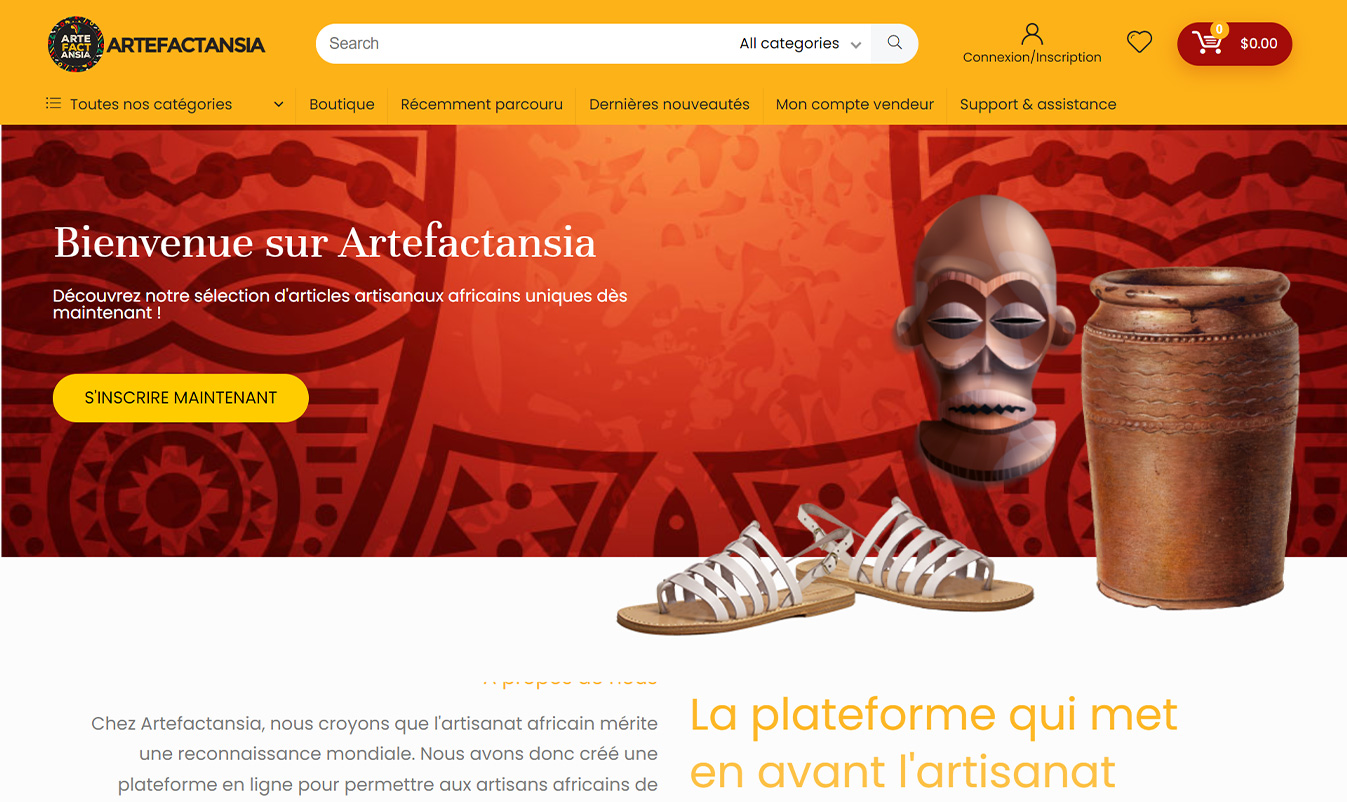 ARTE
FACT
ANSIA
ARTEFACTANSIA
Search
All categories
Connexion/Inscription
0
$0.00
Toutes nos catégories
Boutique
Récemment parcouru
Dernières nouveautés
Mon compte vendeur
Support & assistance
Bienvenue sur Artefactansia
Découvrez notre sélection d'articles artisanaux africains uniques dès
maintenant !
S'INSCRIRE MAINTENANT
A propos de nous
Chez Artefactansia, nous croyons que l'artisanat africain mérite
une reconnaissance mondiale. Nous avons donc créé une
plateforme en ligne pour permettre aux artisans africains de
La plateforme qui met
en avant l'artisanat